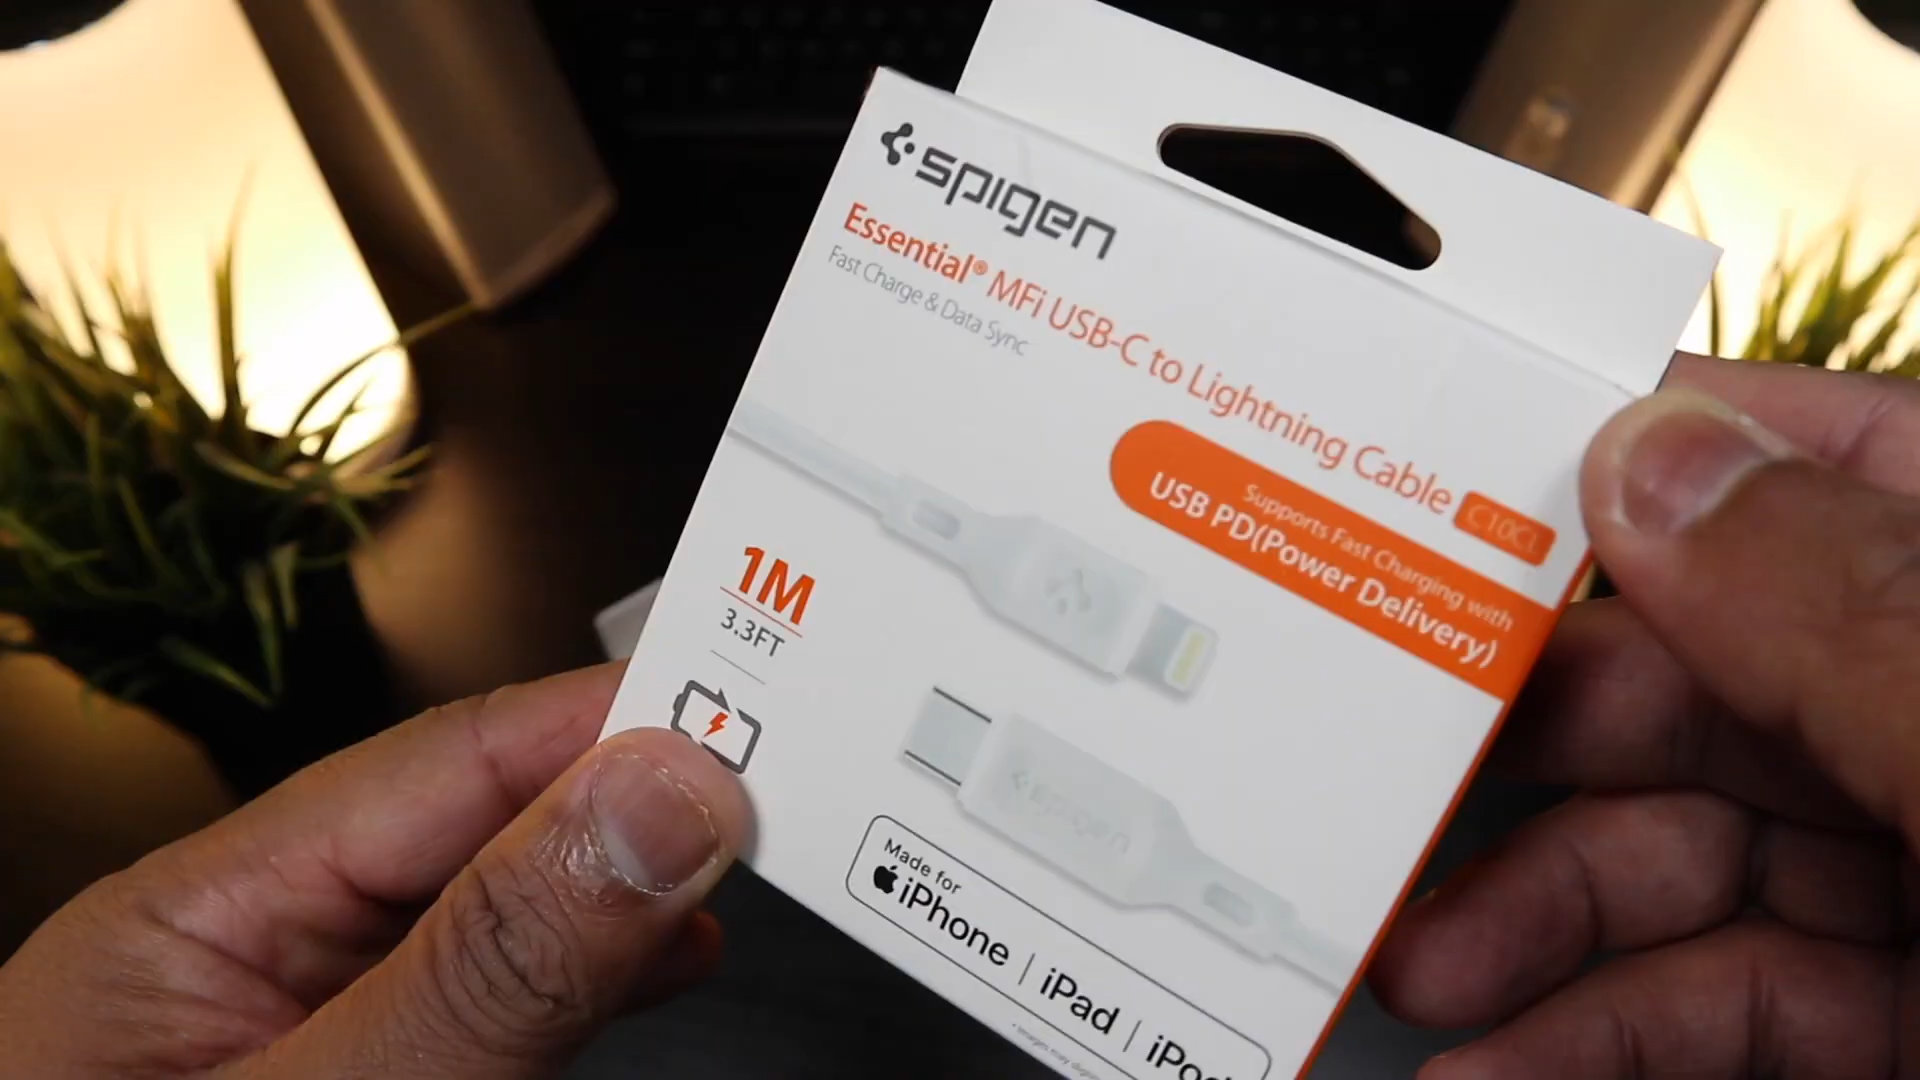 spigen
Essential® MFi USB-C to Lightning Cable C10CL
Fast Charge & Data Sync
Supports Fast Charging with
USB PD(Power Delivery)
1M
3.3FT
spigen
Made for
iPhone | iPad | iPod